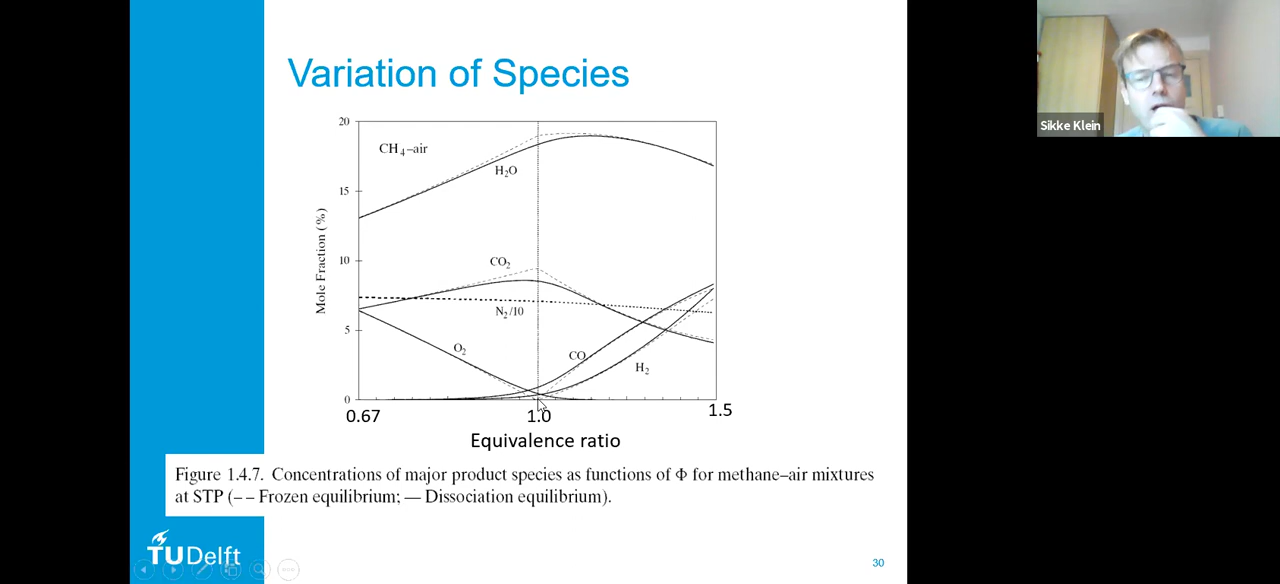 Variation of Species
Sikke Klein
20
CH4–air
H2O
15
Mole Fraction (%)
10
CO2
N2/10
5
O2
CO
H2
0
0.67
1.0
1.5
Equivalence ratio
Figure 1.4.7. Concentrations of major product species as functions of Φ for methane–air mixtures
at STP (– – Frozen equilibrium; — Dissociation equilibrium).
TUDelft
30